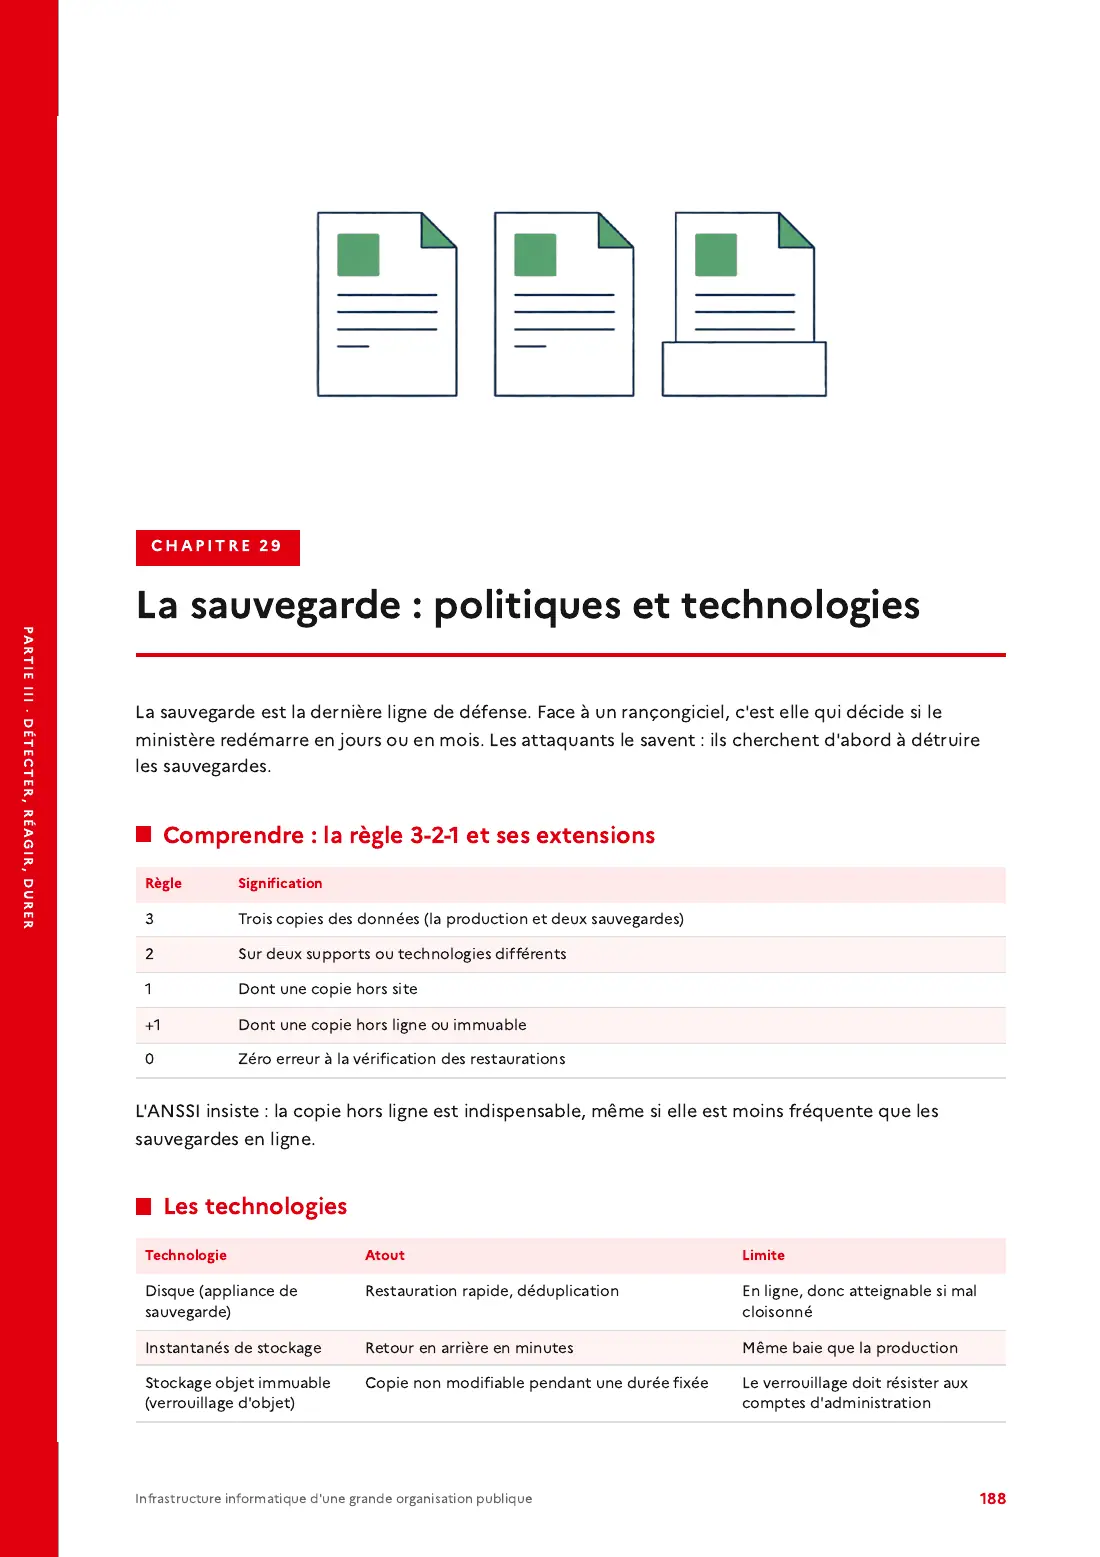 PARTIE III · DÉTECTER, RÉAGIR, DURER
CHAPITRE 29
La sauvegarde : politiques et technologies
La sauvegarde est la dernière ligne de défense. Face à un rançongiciel, c'est elle qui décide si le
ministère redémarre en jours ou en mois. Les attaquants le savent : ils cherchent d'abord à détruire
les sauvegardes.
Comprendre : la règle 3-2-1 et ses extensions
Règle Signification
3 Trois copies des données (la production et deux sauvegardes)
2 Sur deux supports ou technologies différents
1 Dont une copie hors site
+1 Dont une copie hors ligne ou immuable
0 Zéro erreur à la vérification des restaurations
L'ANSSI insiste : la copie hors ligne est indispensable, même si elle est moins fréquente que les
sauvegardes en ligne.
Les technologies
Technologie Atout Limite
Disque (appliance de Restauration rapide, déduplication En ligne, donc atteignable si mal
sauvegarde) cloisonné
Instantanés de stockage Retour en arrière en minutes Même baie que la production
Stockage objet immuable Copie non modifiable pendant une durée fixée Le verrouillage doit résister aux
(verrouillage d'objet) comptes d'administration
Infrastructure informatique d'une grande organisation publique 188